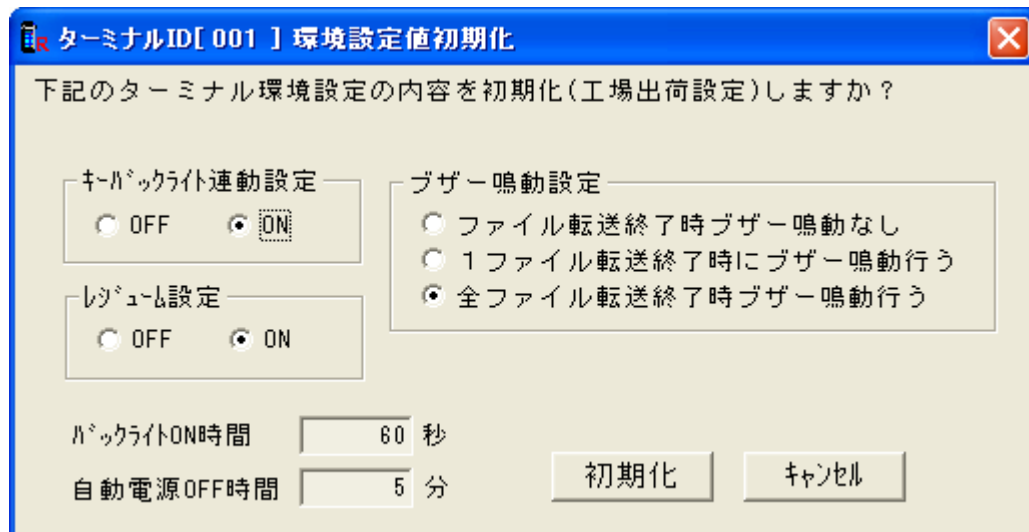 ターミナルID[ 001 ] 環境設定値初期化
下記のターミナル環境設定の内容を初期化(工場出荷設定)しますか？
ｷｰﾊﾞｯｸﾗｲﾄ連動設定
OFF ON
ﾚｼﾞｭｰﾑ設定
OFF ON
ブザー鳴動設定
ファイル転送終了時ブザー鳴動なし
１ファイル転送終了時にブザー鳴動行う
全ファイル転送終了時ブザー鳴動行う
ﾊﾞｯｸﾗｲﾄON時間 60 秒
自動電源OFF時間 5 分
初期化 ｷｬﾝｾﾙ